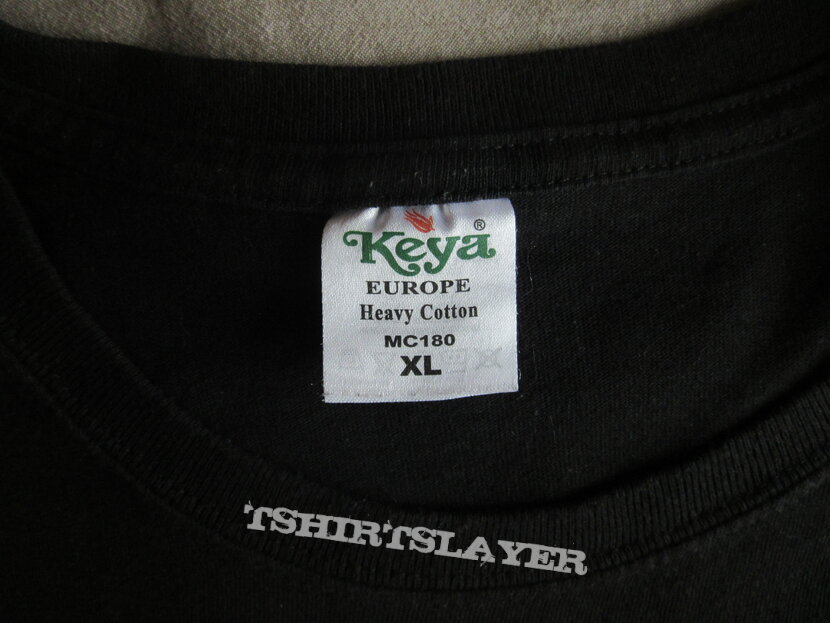 Keya®
EUROPE
Heavy Cotton
MC180
XL
TSHIRTSLAYER